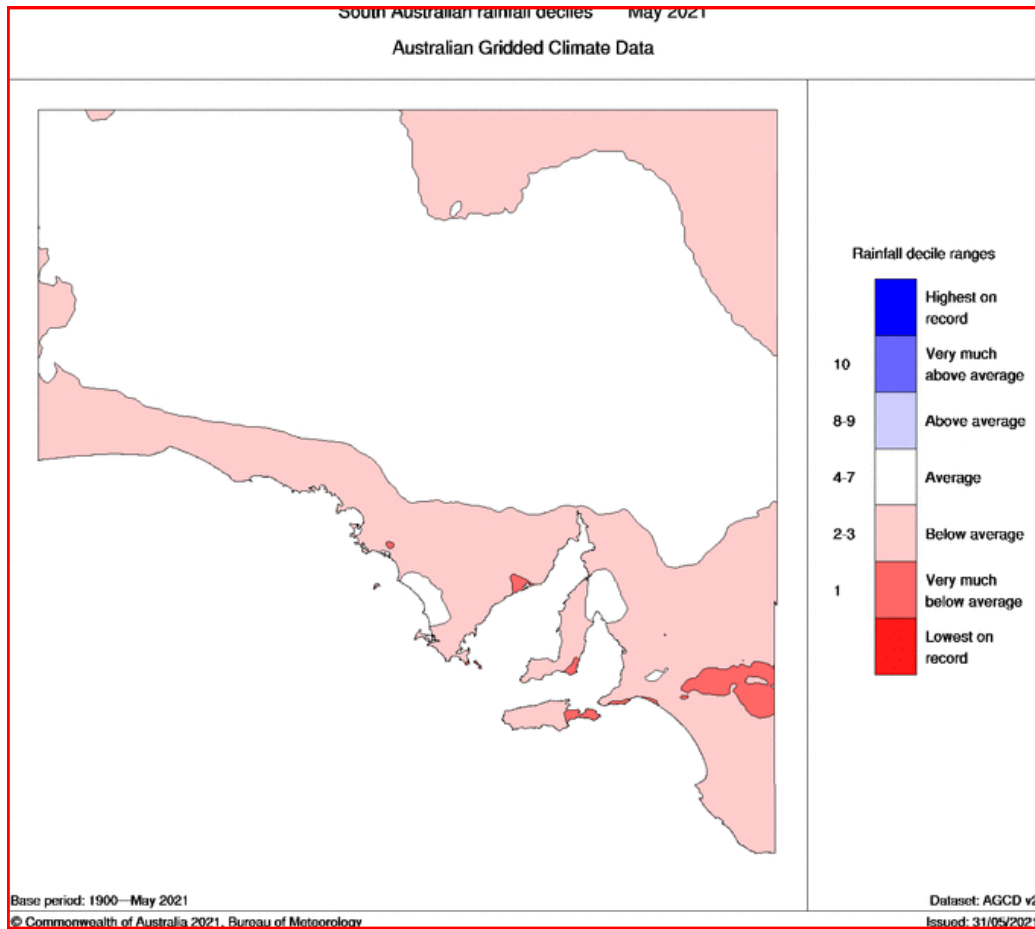 South Australian rainfall deciles May 2021
Australian Gridded Climate Data
Rainfall decile ranges
Highest on
record
10
Very much
above average
8-9
Above average
4-7
Average
2-3
Below average
1
Very much
below average
Lowest on
record
Base period: 1900—May 2021
Dataset: AGCD v2
© Commonwealth of Australia 2021, Bureau of Meteorology
Issued: 31/05/2021